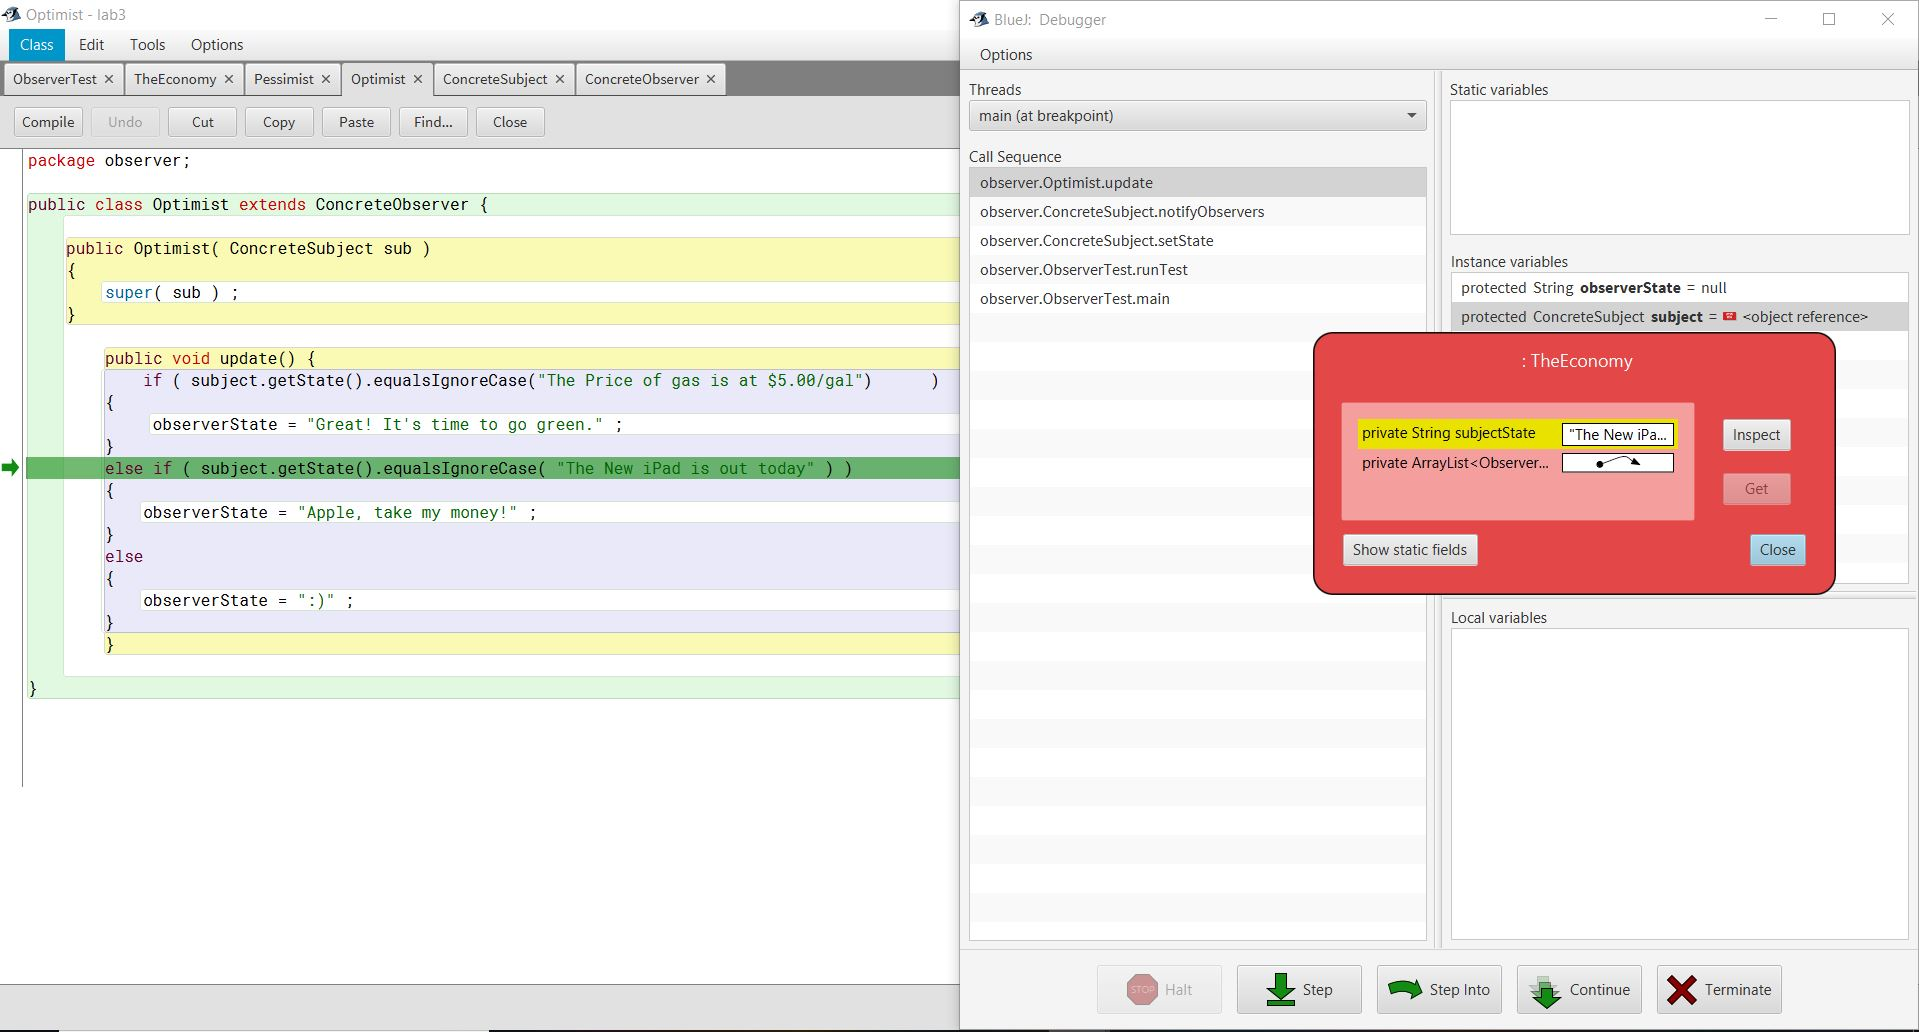 Optimist - lab3
Class Edit Tools Options
ObserverTest × TheEconomy × Pessimist × Optimist × ConcreteSubject × ConcreteObserver ×
Compile Undo Cut Copy Paste Find... Close
package observer;
public class Optimist extends ConcreteObserver {
public Optimist( ConcreteSubject sub )
{
super( sub ) ;
}
public void update() {
if ( subject.getState().equalsIgnoreCase("The Price of gas is at $5.00/gal")      )
{
observerState = "Great! It's time to go green." ;
}
else if ( subject.getState().equalsIgnoreCase( "The New iPad is out today" ) )
{
observerState = "Apple, take my money!" ;
}
else
{
observerState = ":)" ;
}
}
}
BlueJ: Debugger
Options
Threads
main (at breakpoint)
Call Sequence
observer.Optimist.update
observer.ConcreteSubject.notifyObservers
observer.ConcreteSubject.setState
observer.ObserverTest.runTest
observer.ObserverTest.main
Static variables
Instance variables
protected String observerState = null
protected ConcreteSubject subject = <object reference>
: TheEconomy
private String subjectState "The New iPa...
private ArrayList<Observer...
Inspect
Get
Show static fields
Close
Local variables
STOP Halt Step Step Into Continue Terminate